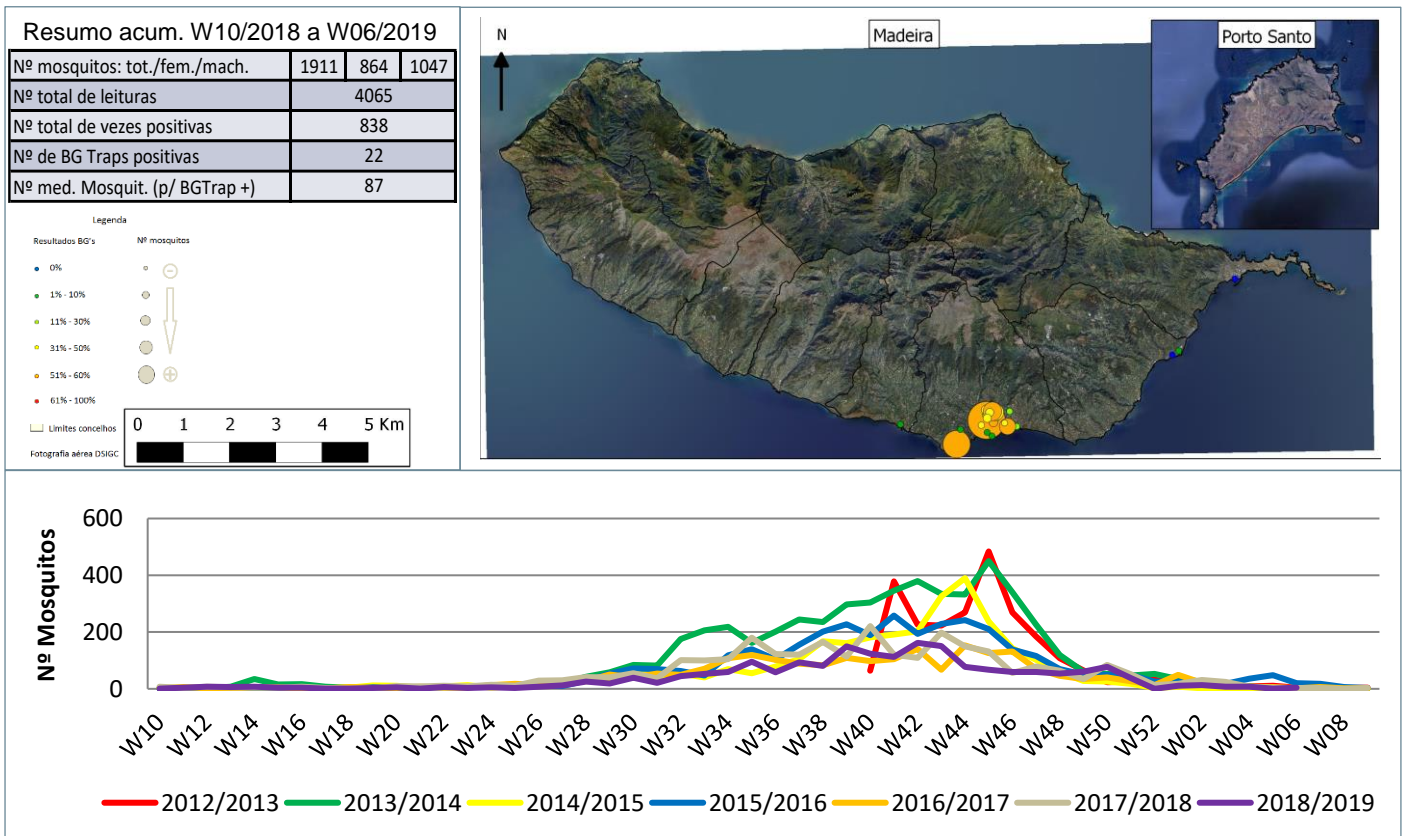 Resumo acum. W10/2018 a W06/2019
Nº mosquitos: tot./fem./mach. 1911 864 1047
Nº total de leituras 4065
Nº total de vezes positivas 838
Nº de BG Traps positivas 22
Nº med. Mosquit. (p/ BGTrap +) 87
Legenda
Resultados BG's Nº mosquitos
0%
1% - 10%
11% - 30%
31% - 50%
51% - 60%
61% - 100%
Limites concelhos
Fotografia aérea DSIGC
0 1 2 3 4 5 Km
N
Madeira
Porto Santo
Nº Mosquitos
600
400
200
0
W10 W12 W14 W16 W18 W20 W22 W24 W26 W28 W30 W32 W34 W36 W38 W40 W42 W44 W46 W48 W50 W52 W02 W04 W06 W08
2012/2013 2013/2014 2014/2015 2015/2016 2016/2017 2017/2018 2018/2019